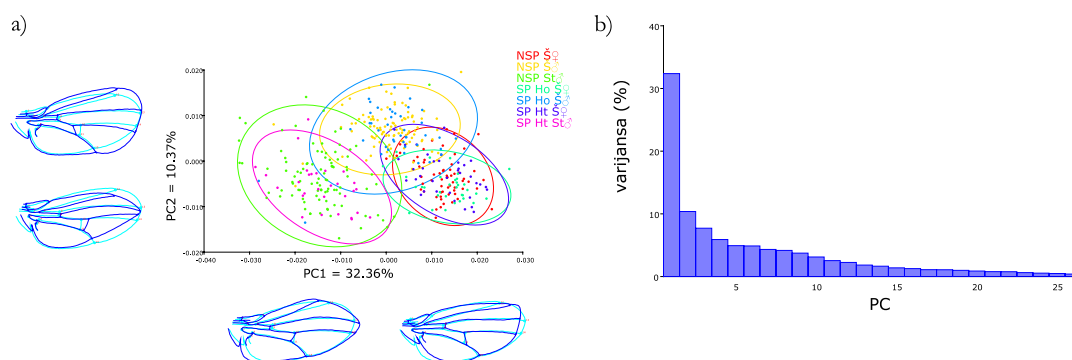 a)
b)
NSP Š♀
NSP Š♂
NSP St♂
SP Ho Š♀
SP Ho Š♂
SP Ht Š♀
SP Ht St♂
0.020
0.010
0.000
-0.010
-0.020
PC2 = 10.37%
-0.040
-0.030
-0.020
-0.010
0.000
0.010
0.020
0.030
PC1 = 32.36%
40
30
20
10
0
varijansa (%)
5
10
15
20
25
PC